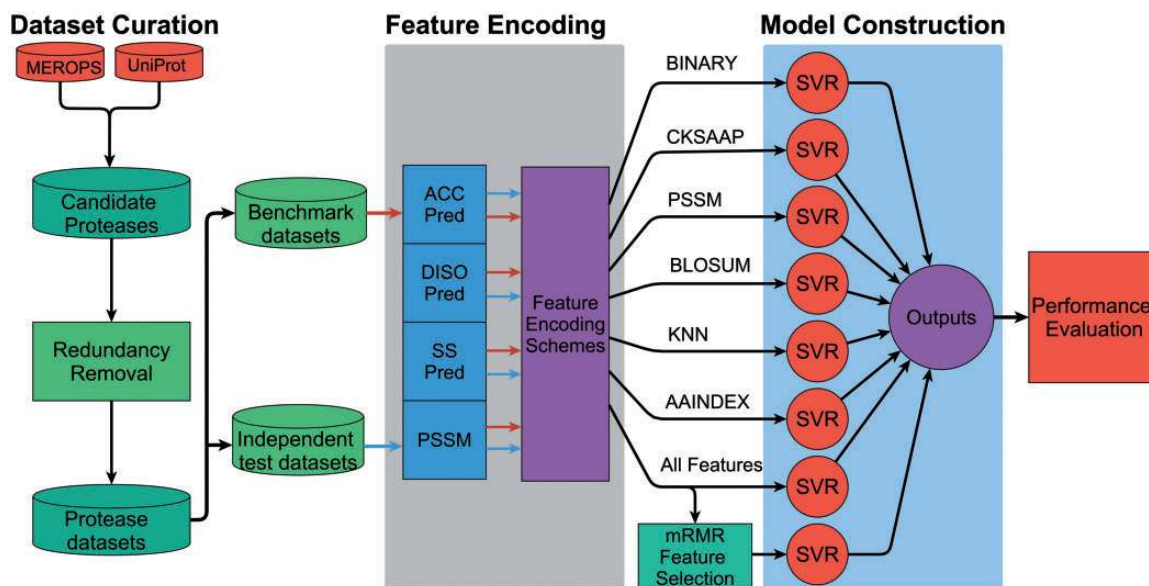 Dataset Curation
Feature Encoding
Model Construction
MEROPS
UniProt
Candidate
Proteases
Redundancy
Removal
Protease
datasets
Benchmark
datasets
Independent
test datasets
ACC
Pred
DISO
Pred
SS
Pred
PSSM
Feature
Encoding
Schemes
BINARY
CKSAAP
PSSM
BLOSUM
KNN
AAINDEX
All Features
mRMR
Feature
Selection
SVR
SVR
SVR
SVR
SVR
SVR
SVR
SVR
Outputs
Performance
Evaluation